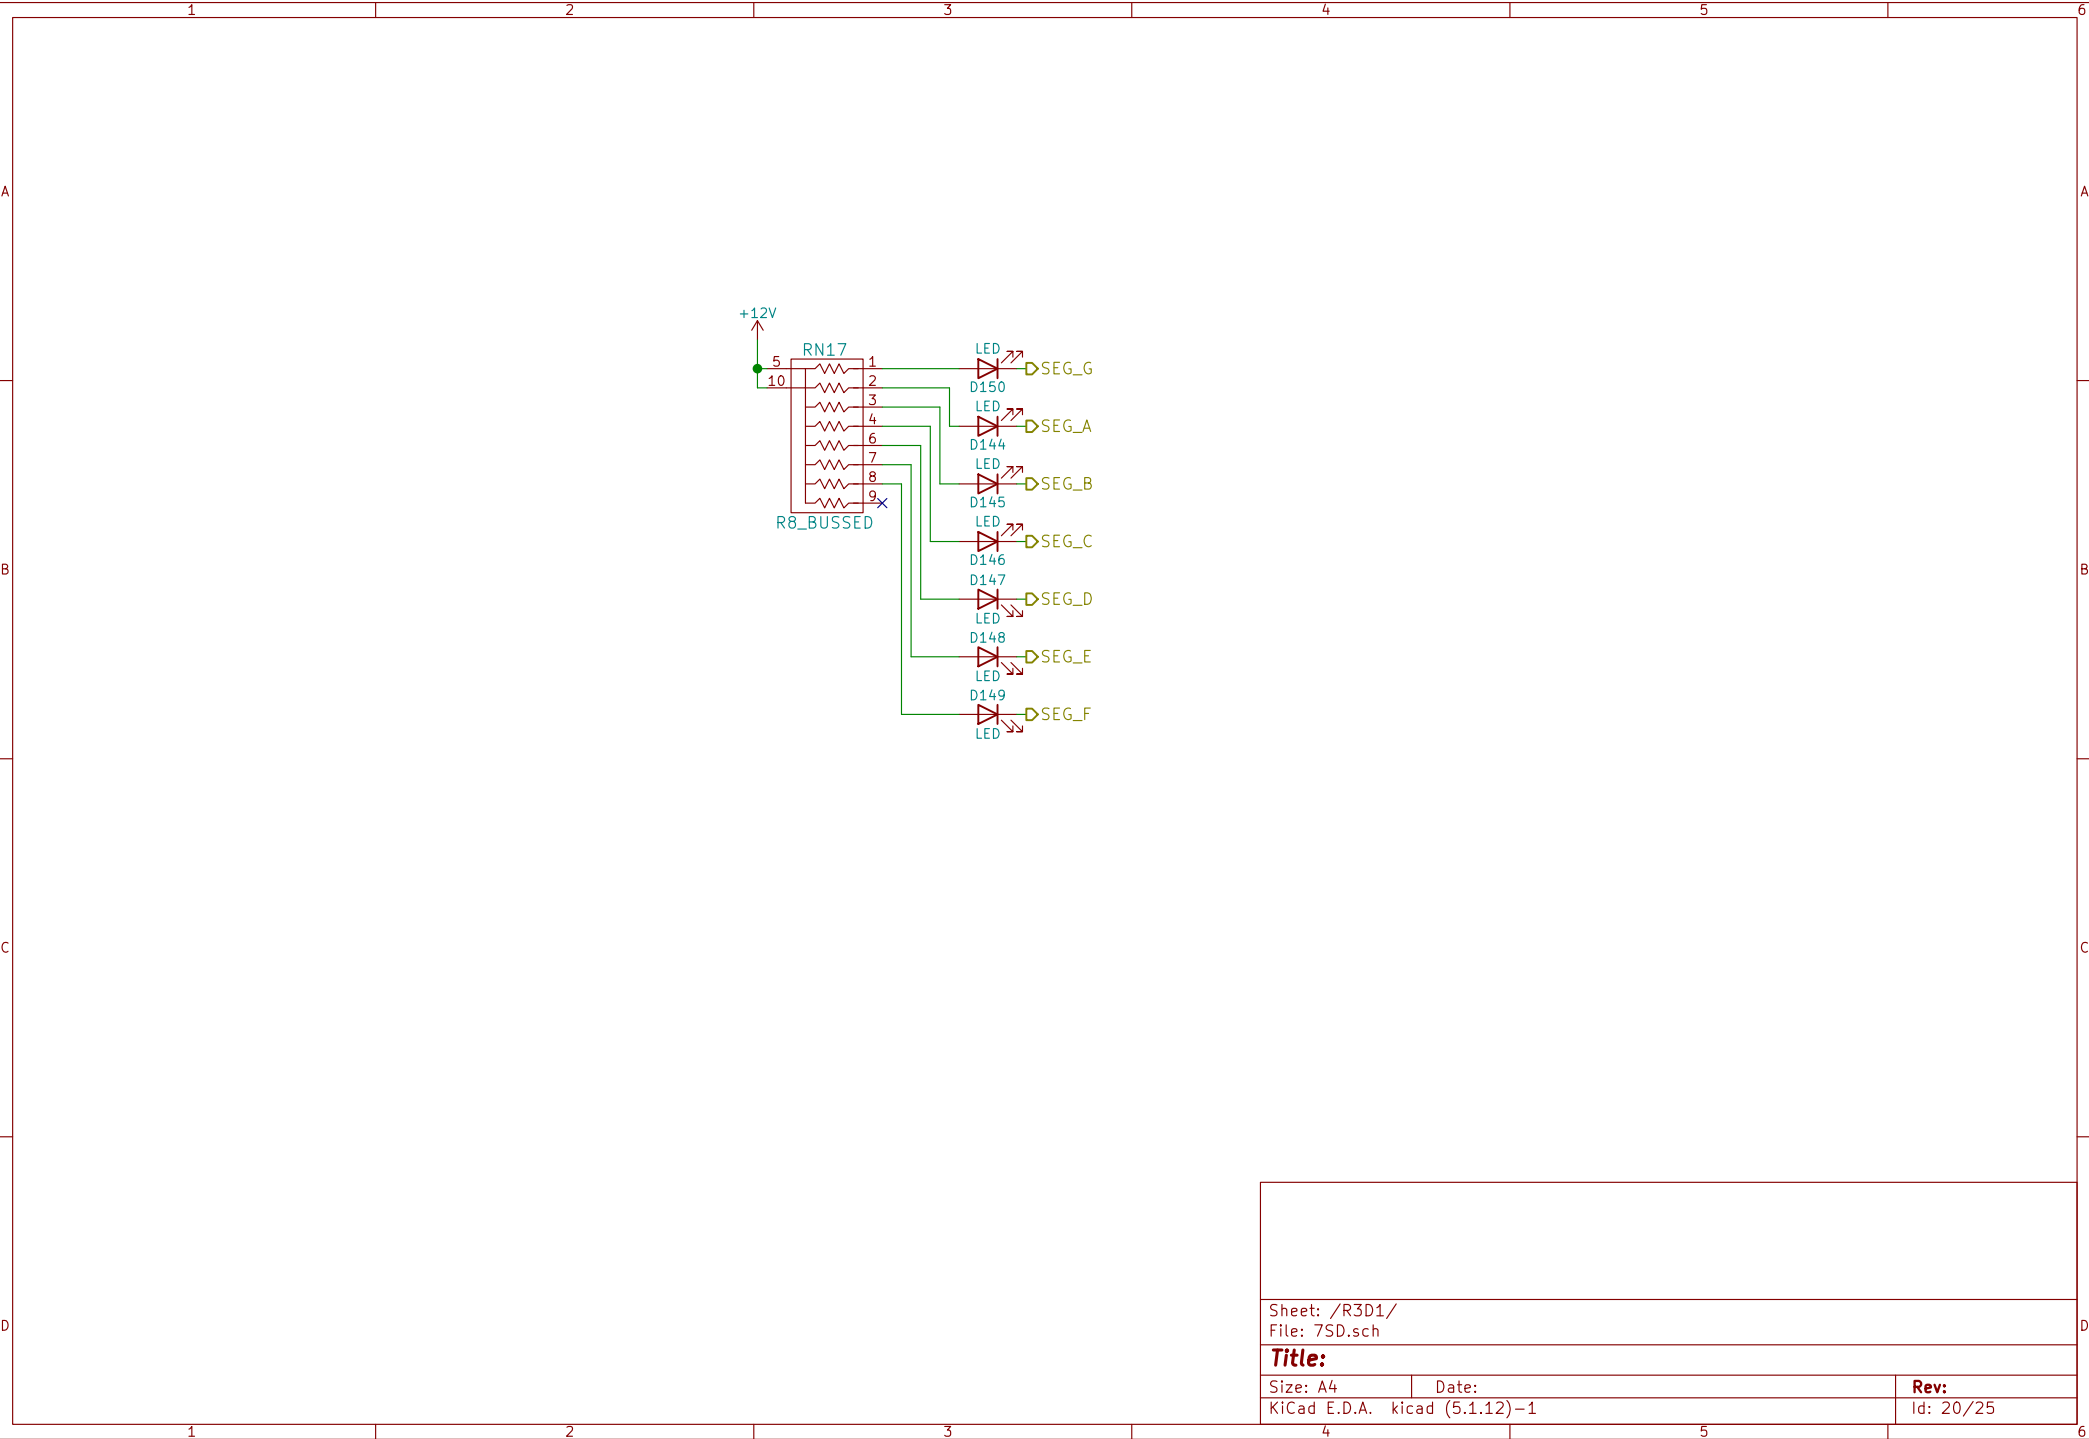 1 2 3 4 5 6
A A
+12V
RN17
5 1
10 2
3
4
6
7
8
9
R8_BUSSED
LED
SEG_G
D150
LED
SEG_A
D144
LED
SEG_B
D145
LED
SEG_C
D146
D147
SEG_D
LED
D148
SEG_E
LED
D149
SEG_F
LED
B B
C C
D D
Sheet: /R3D1/
File: 7SD.sch
Title:
Size: A4 Date: Rev:
KiCad E.D.A. kicad (5.1.12)-1 Id: 20/25
1 2 3 4 5 6